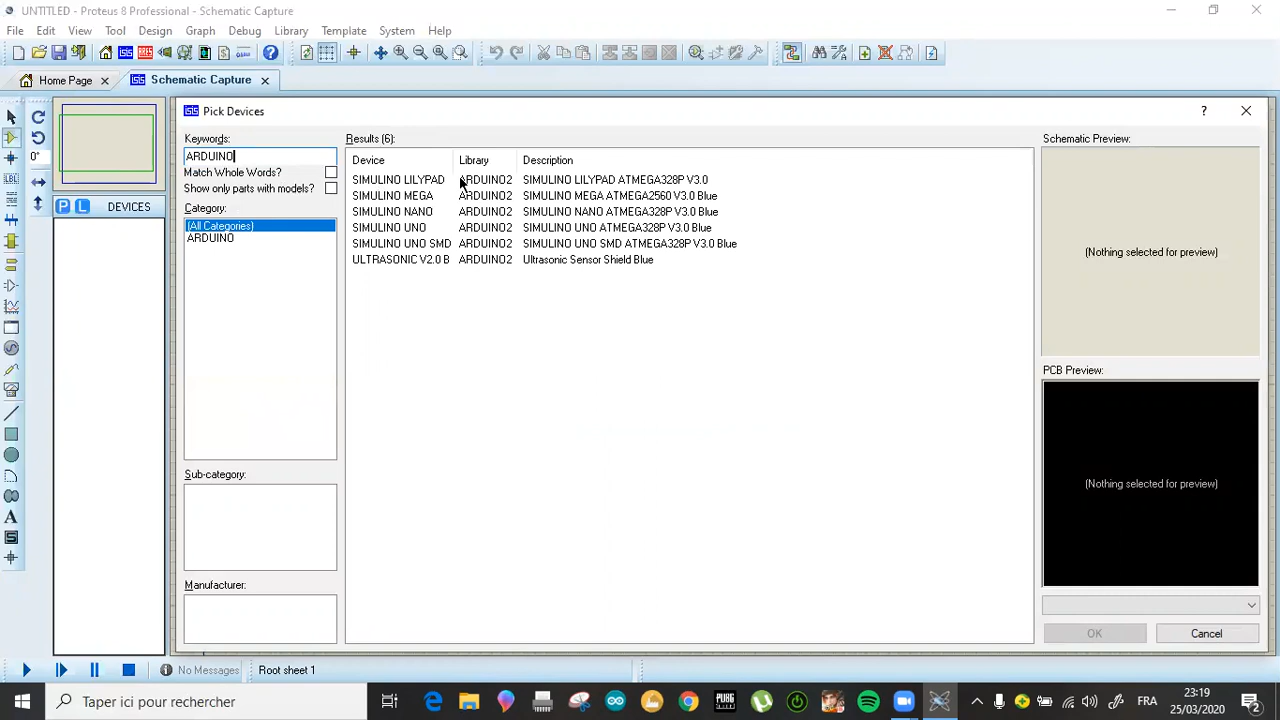 UNTITLED - Proteus 8 Professional - Schematic Capture
File Edit View Tool Design Graph Debug Library Template System Help
Home Page Schematic Capture
Pick Devices
Keywords:
ARDUINO
Match Whole Words?
Show only parts with models?
Category:
(All Categories)
ARDUINO
Sub-category:
Manufacturer:
Results (6):
Device Library Description
SIMULINO LILYPAD ARDUINO2 SIMULINO LILYPAD ATMEGA328P V3.0
SIMULINO MEGA ARDUINO2 SIMULINO MEGA ATMEGA2560 V3.0 Blue
SIMULINO NANO ARDUINO2 SIMULINO NANO ATMEGA328P V3.0 Blue
SIMULINO UNO ARDUINO2 SIMULINO UNO ATMEGA328P V3.0 Blue
SIMULINO UNO SMD ARDUINO2 SIMULINO UNO SMD ATMEGA328P V3.0 Blue
ULTRASONIC V2.0 B ARDUINO2 Ultrasonic Sensor Shield Blue
Schematic Preview:
(Nothing selected for preview)
PCB Preview:
(Nothing selected for preview)
OK Cancel
0°
P L DEVICES
LBL
A
No Messages Root sheet 1
Taper ici pour rechercher
PUBG
FRA
23:19
25/03/2020
2